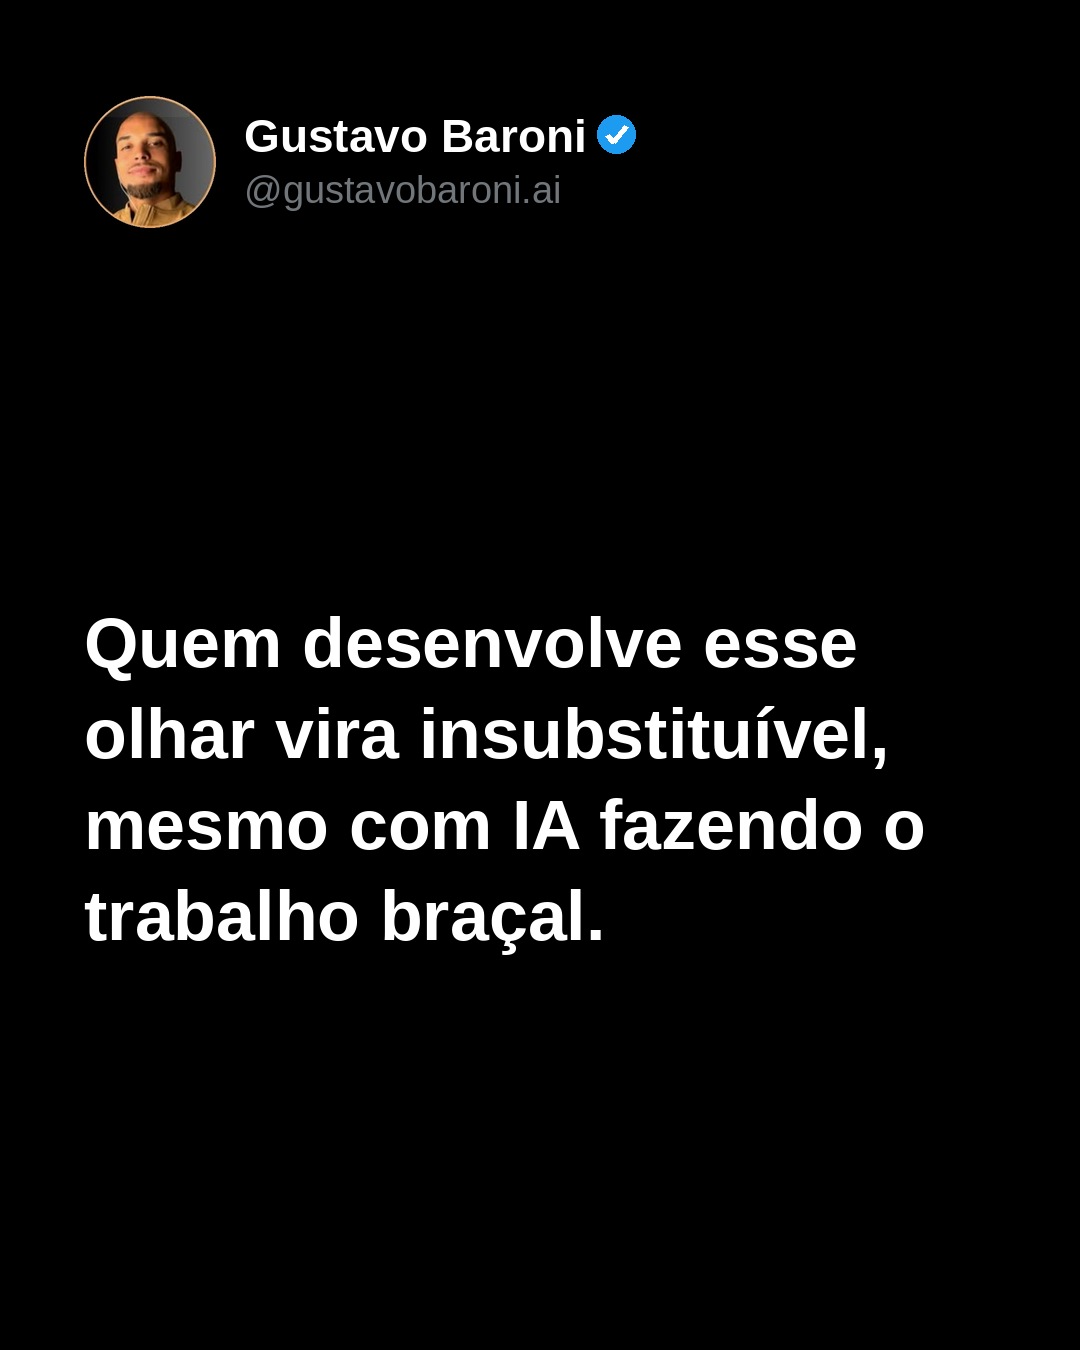 Gustavo Baroni
@gustavobaroni.ai
Quem desenvolve esse
olhar vira insubstituível,
mesmo com IA fazendo o
trabalho braçal.